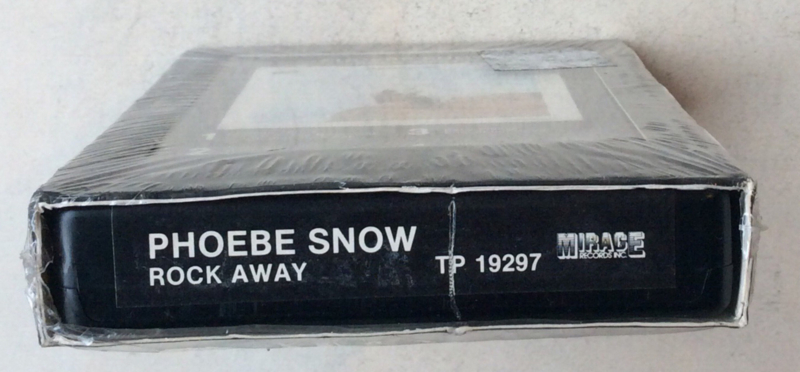 PHOEBE SNOW
ROCK AWAY
TP 19297
MIRAGE
RECORDS INC.